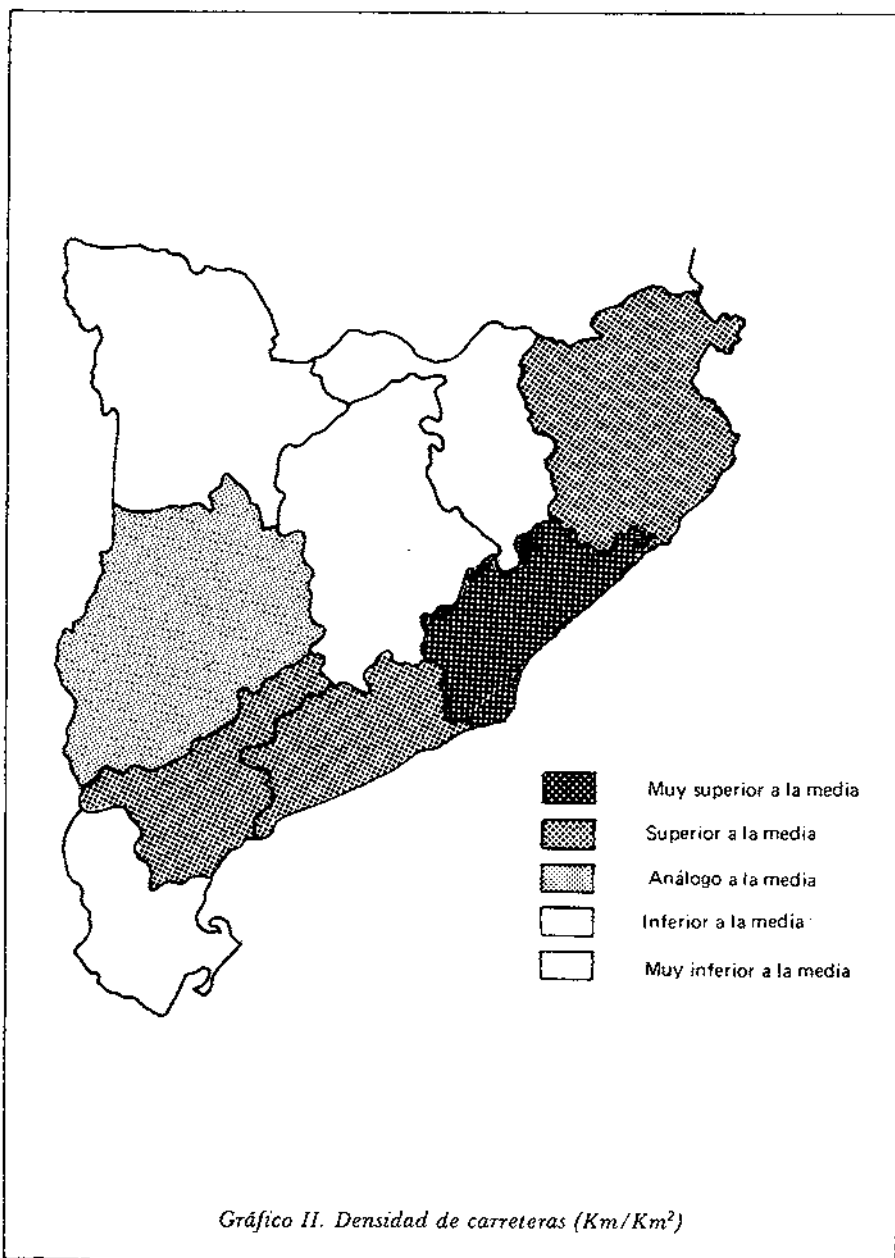 Muy superior a la media
Superior a la media
Análogo a la media
Inferior a la media
Muy inferior a la media
Gráfico II. Densidad de carreteras (Km/Km²)